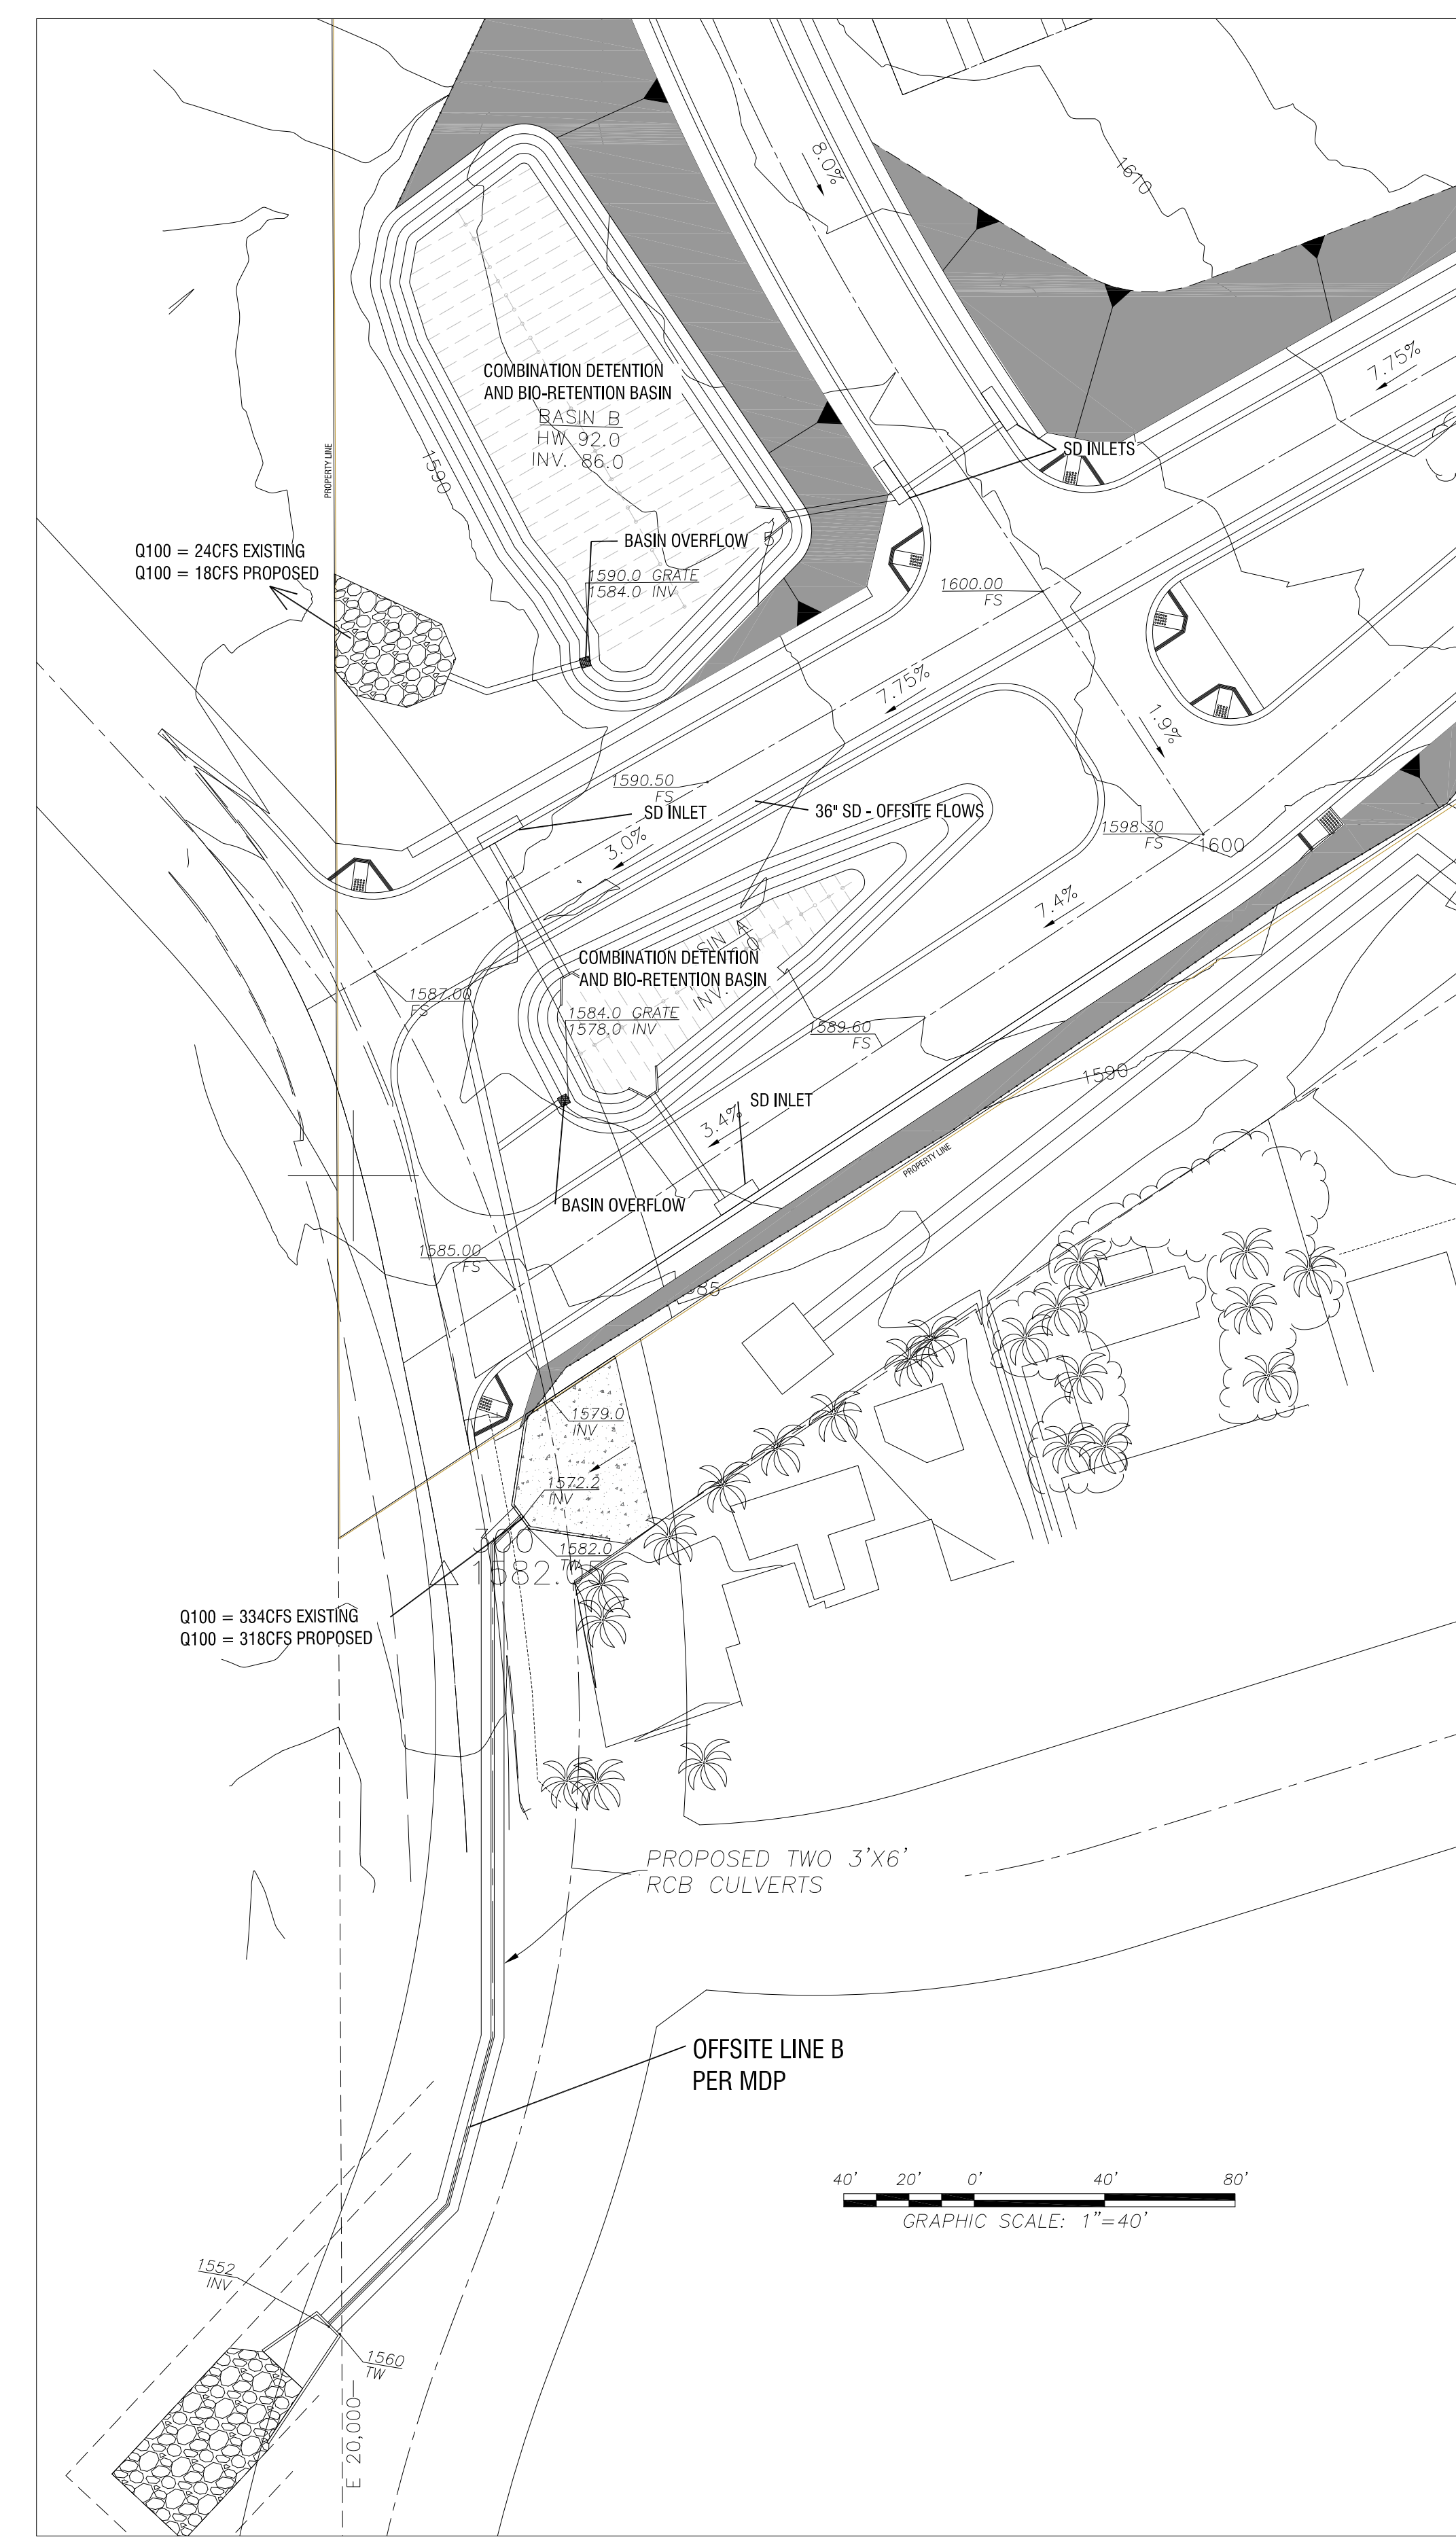 8.0%
1610
7.75%
COMBINATION DETENTION
AND BIO-RETENTION BASIN
BASIN B
HW 92.0
INV. 86.0
PROPERTY LINE
1590
SD INLETS
Q100 = 24CFS EXISTING
Q100 = 18CFS PROPOSED
BASIN OVERFLOW
1590.0 GRATE
1584.0 INV
1600.00
FS
7.75%
1.9%
1590.50
FS
SD INLET
36" SD - OFFSITE FLOWS
3.0%
1598.30
FS
1600
7.4%
COMBINATION DETENTION
AND BIO-RETENTION BASIN
INV.
1587.00
FS
1584.0 GRATE
1578.0 INV
1589.60
FS
1590
SD INLET
3.4%
PROPERTY LINE
BASIN OVERFLOW
1585.00
FS
1579.0
INV
1572.2
INV
1582.0
TW
Q100 = 334CFS EXISTING
Q100 = 318CFS PROPOSED
PROPOSED TWO 3'X6'
RCB CULVERTS
OFFSITE LINE B
PER MDP
40' 20' 0' 40' 80'
GRAPHIC SCALE: 1"=40'
1552
INV
1560
TW
E 20,000